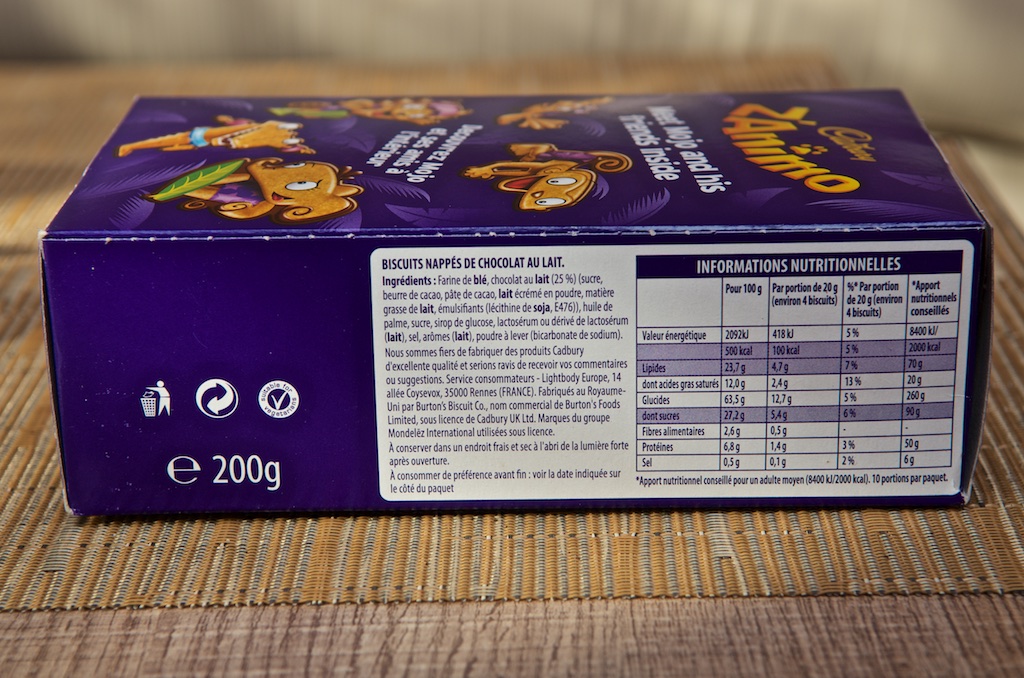 Cadbury
ZAnimo
Meet Mojo and his
friends inside
Découvrez Mojo
et ses amis à
l'intérieur
suitable for
vegetarians
e 200g
BISCUITS NAPPÉS DE CHOCOLAT AU LAIT.
Ingrédients : Farine de blé, chocolat au lait (25 %) (sucre,
beurre de cacao, pâte de cacao, lait écrémé en poudre, matière
grasse de lait, émulsifiants (lécithine de soja, E476)), huile de
palme, sucre, sirop de glucose, lactosérum ou dérivé de lactosérum
(lait), sel, arômes (lait), poudre à lever (bicarbonate de sodium).
Nous sommes fiers de fabriquer des produits Cadbury
d'excellente qualité et serions ravis de recevoir vos commentaires
ou suggestions. Service consommateurs - Lightbody Europe, 14
allée Coysevox, 35000 Rennes (FRANCE). Fabriqués au Royaume-
Uni par Burton's Biscuit Co., nom commercial de Burton's Foods
Limited, sous licence de Cadbury UK Ltd. Marques du groupe
Mondelēz International utilisées sous licence.
A conserver dans un endroit frais et sec à l'abri de la lumière forte
après ouverture.
A consommer de préférence avant fin : voir la date indiquée sur
le côté du paquet
INFORMATIONS NUTRITIONNELLES
Pour 100 g Par portion de 20 g (environ 4 biscuits) %* Par portion de 20 g (environ 4 biscuits) *Apport nutritionnels conseillés
Valeur énergétique 2092kJ 418 kJ 5 % 8400 kJ/
500 kcal 100 kcal 5 % 2000 kcal
Lipides 23,7 g 4,7 g 7 % 70 g
dont acides gras saturés 12,0 g 2,4 g 13 % 20 g
Glucides 63,5 g 12,7 g 5 % 260 g
dont sucres 27,2 g 5,4 g 6 % 90 g
Fibres alimentaires 2,6 g 0,5 g - -
Protéines 6,8 g 1,4 g 3 % 50 g
Sel 0,5 g 0,1 g 2 % 6 g
*Apport nutritionnel conseillé pour un adulte moyen (8400 kJ/2000 kcal). 10 portions par paquet.